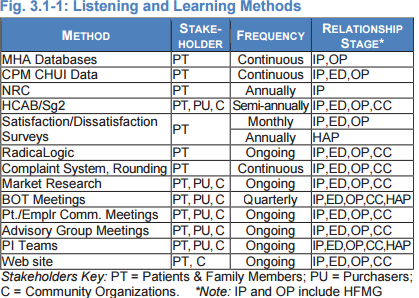 Fig. 3.1-1: Listening and Learning Methods
METHOD STAKE-HOLDER FREQUENCY RELATIONSHIP STAGE*
MHA Databases PT Continuous IP,OP
CPM CHUI Data PT Continuous IP,ED,OP
NRC PT Annually IP
HCAB/Sg2 PT, PU, C Semi-annually IP,ED,OP,CC
Satisfaction/Dissatisfaction Surveys PT Monthly IP,ED,OP
Annually HAP
RadicaLogic PT Ongoing IP,ED,OP,CC
Complaint System, Rounding PT Continuous IP,ED,OP,CC
Market Research PT, PU, C Ongoing IP,ED,OP,CC
BOT Meetings PT, PU, C Quarterly IP,ED,OP,CC,HAP
Pt./Emplr Comm. Meetings PT, PU, C Ongoing IP,ED,OP,CC
Advisory Group Meetings PT, PU, C Ongoing IP,ED,OP,CC
PI Teams PT, PU, C Ongoing IP,ED,OP,CC,HAP
Web site PT, C Ongoing IP,ED,OP,CC
Stakeholders Key: PT = Patients & Family Members; PU = Purchasers;
C = Community Organizations. *Note: IP and OP include HFMG